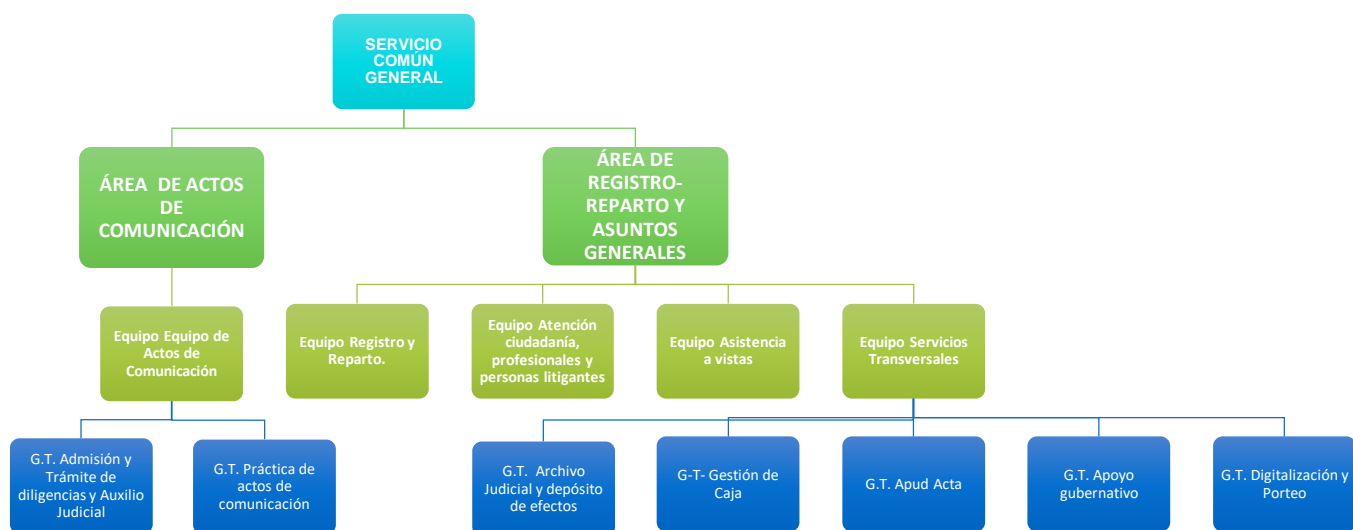 SERVICIO
COMÚN
GENERAL
ÁREA DE ACTOS
DE
COMUNICACIÓN
ÁREA DE
REGISTRO-
REPARTO Y
ASUNTOS
GENERALES
Equipo Equipo de
Actos de
Comunicación
Equipo Registro y
Reparto.
Equipo Atención
ciudadanía,
profesionales y
personas litigantes
Equipo Asistencia
a vistas
Equipo Servicios
Transversales
G.T. Admisión y
Trámite de
diligencias y Auxilio
Judicial
G.T. Práctica de
actos de
comunicación
G.T. Archivo
Judicial y depósito
de efectos
G-T- Gestión de
Caja
G.T. Apud Acta
G.T. Apoyo
gubernativo
G.T. Digitalización y
Porteo